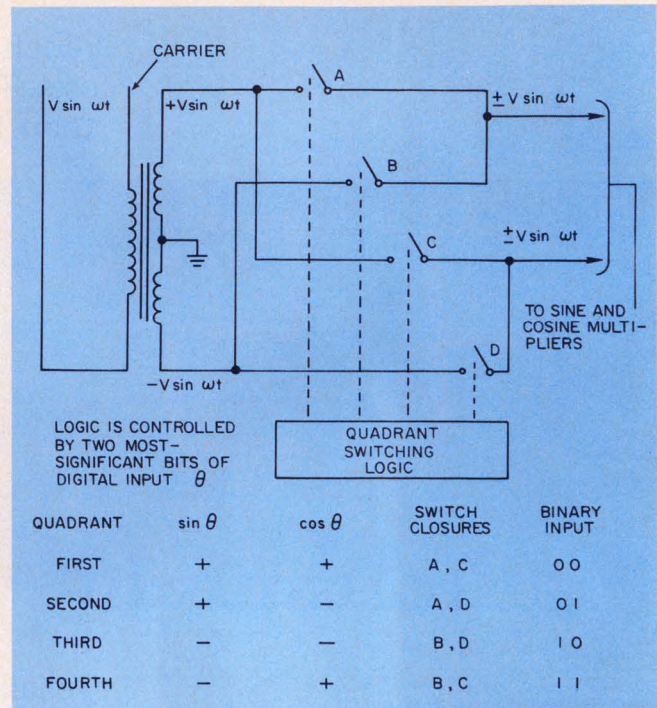 CARRIER
V sin ωt
+V sin ωt
A
± V sin ωt
B
C
± V sin ωt
TO SINE AND
COSINE MULTI-
PLIERS
D
−V sin ωt
LOGIC IS CONTROLLED
BY TWO MOST-
SIGNIFICANT BITS OF
DIGITAL INPUT θ
QUADRANT
SWITCHING
LOGIC
QUADRANT sin θ cos θ SWITCH CLOSURES BINARY INPUT
FIRST + + A, C 00
SECOND + − A, D 01
THIRD − − B, D 10
FOURTH − + B, C 11